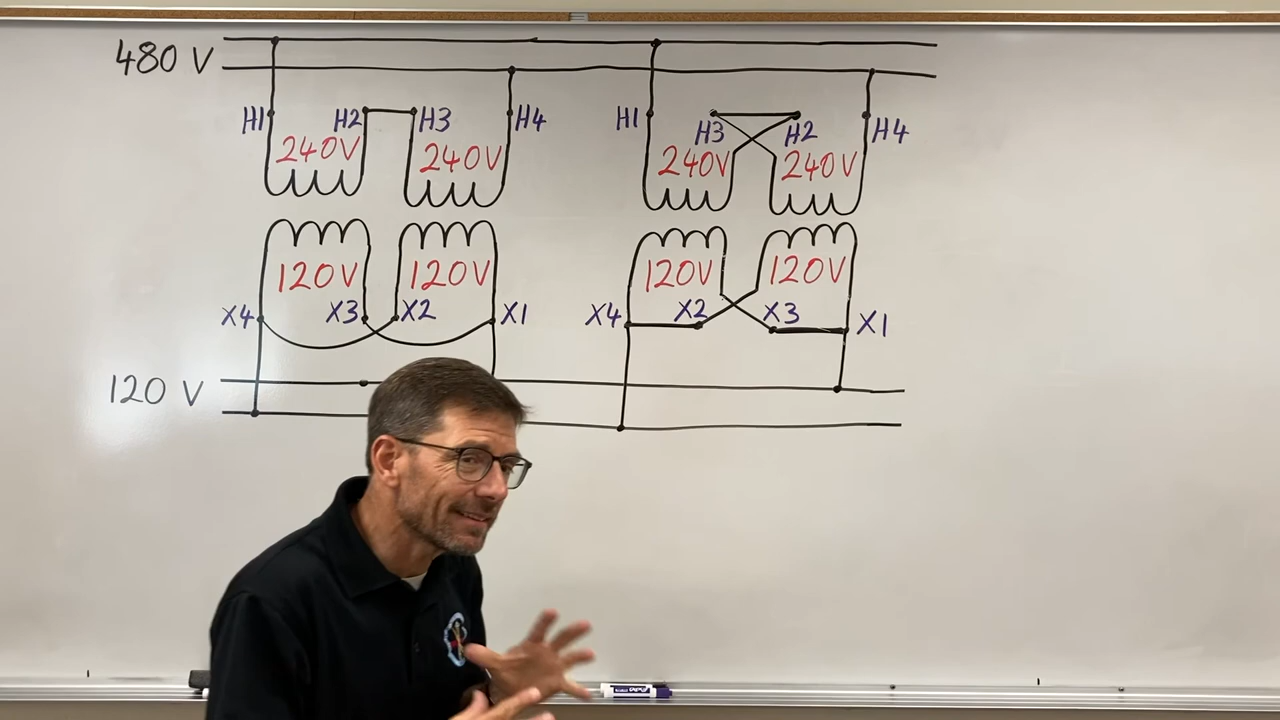 480 V
H1 H2 H3 H4 H1 H3 H2 H4
240V 240V 240V 240V
120V 120V 120V 120V
X4 X3 X2 X1 X4 X2 X3 X1
120 V